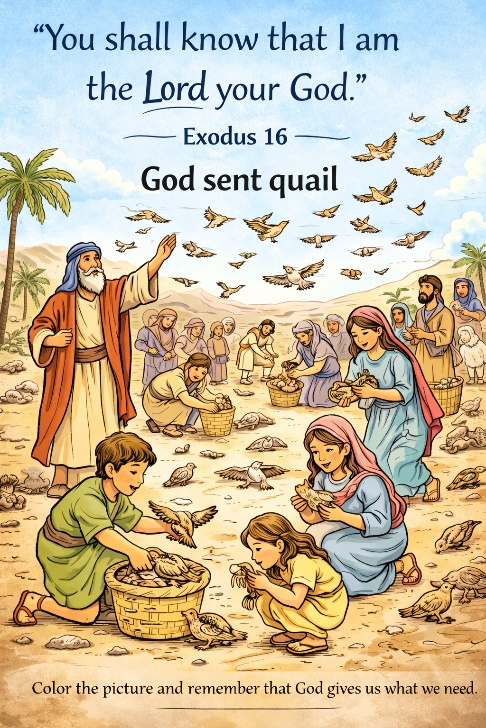 “You shall know that I am
the Lord your God.”
Exodus 16
God sent quail
Color the picture and remember that God gives us what we need.